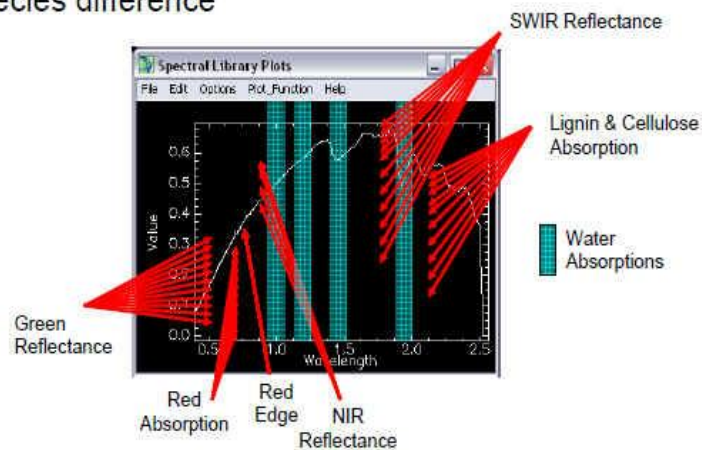 ecies difference
SWIR Reflectance
Spectral Library Plots
File Edit Options Plot_Function Help
Lignin & Cellulose
Absorption
Water
Absorptions
Value
0.6
0.5
0.4
0.3
0.2
0.1
0.0
0.5 1.0 1.5 2.0 2.5
Wavelength
Green
Reflectance
Red
Absorption
Red
Edge
NIR
Reflectance